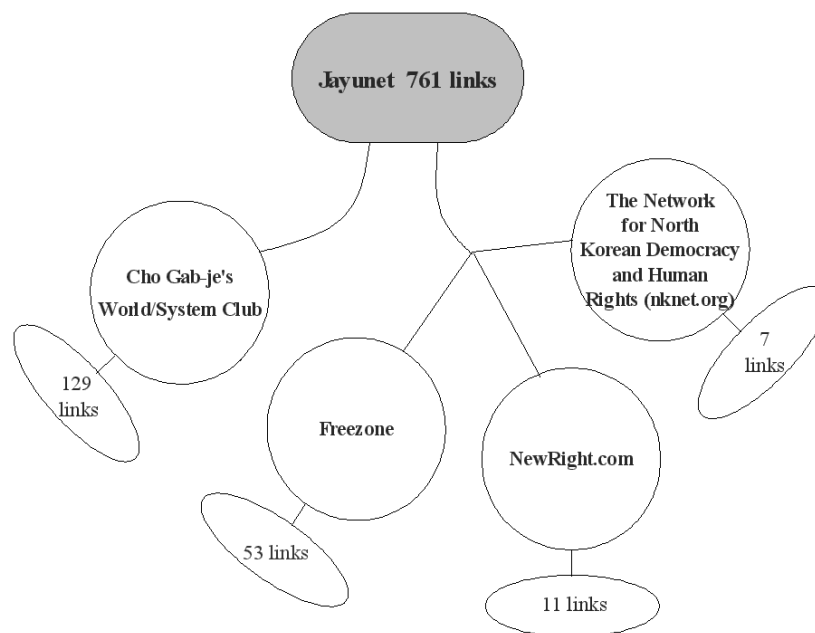 Jayunet 761 links
The Network
for North
Korean Democracy
and Human
Rights (nknet.org)
Cho Gab-je's
World/System Club
7
links
129
links
Freezone
NewRight.com
53 links
11 links